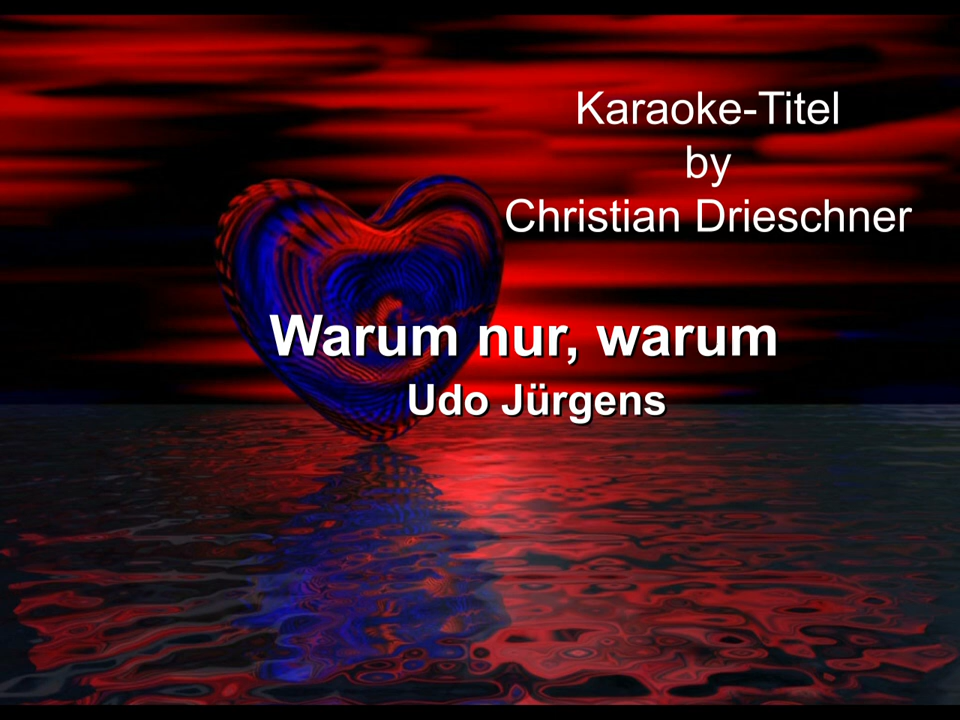 Karaoke-Titel
by
Christian Drieschner
Warum nur, warum
Udo Jürgens